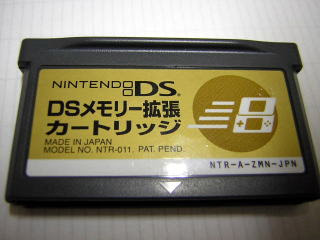 NINTENDO DS
DSメモリー拡張
カートリッジ
MADE IN JAPAN
MODEL NO. NTR-011, PAT. PEND.
NTR-A-ZMN-JPN